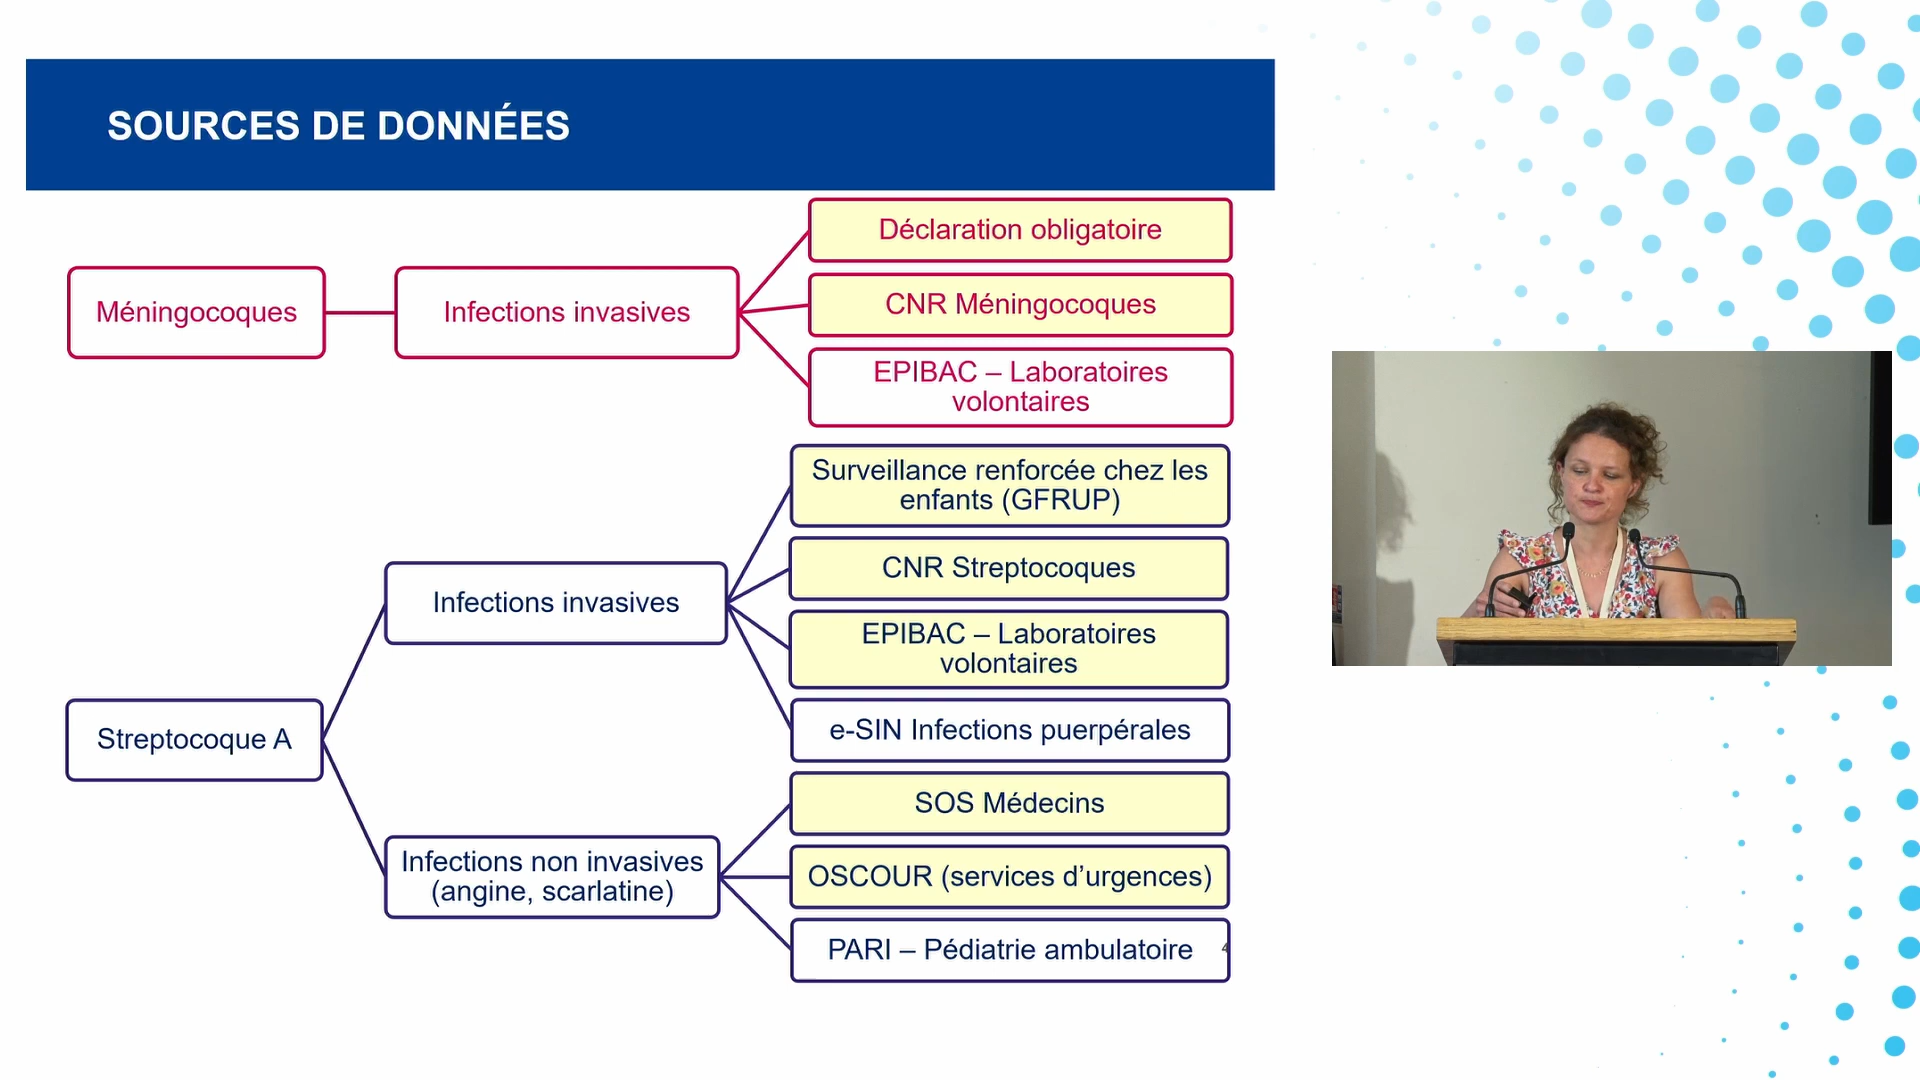 SOURCES DE DONNÉES
Méningocoques
Infections invasives
Déclaration obligatoire
CNR Méningocoques
EPIBAC – Laboratoires
volontaires
Streptocoque A
Infections invasives
Surveillance renforcée chez les
enfants (GFRUP)
CNR Streptocoques
EPIBAC – Laboratoires
volontaires
e-SIN Infections puerpérales
Infections non invasives
(angine, scarlatine)
SOS Médecins
OSCOUR (services d’urgences)
PARI – Pédiatrie ambulatoire
4